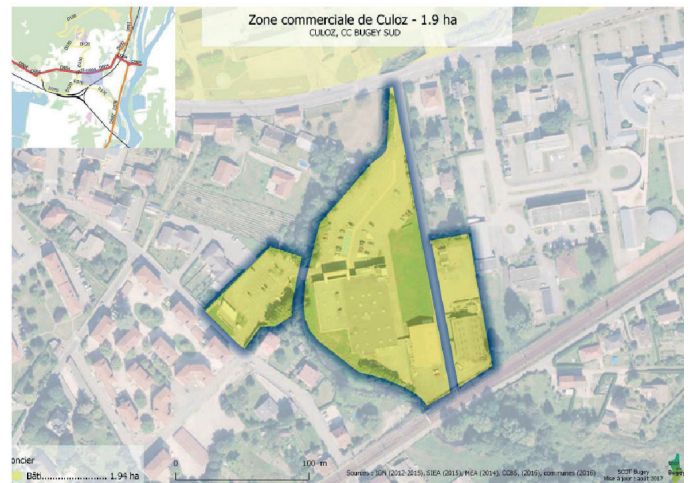 Zone commerciale de Culoz - 1.9 ha
CULOZ, CC BUGEY SUD
oncier
Bâti................... 1.94 ha
0 100 m
Sources : IGN (2012-2015), SIEA (2015), MEA (2014), CCBS, (2016), communes (2016)
SCOT Bugey
Mise à jour : août 2017